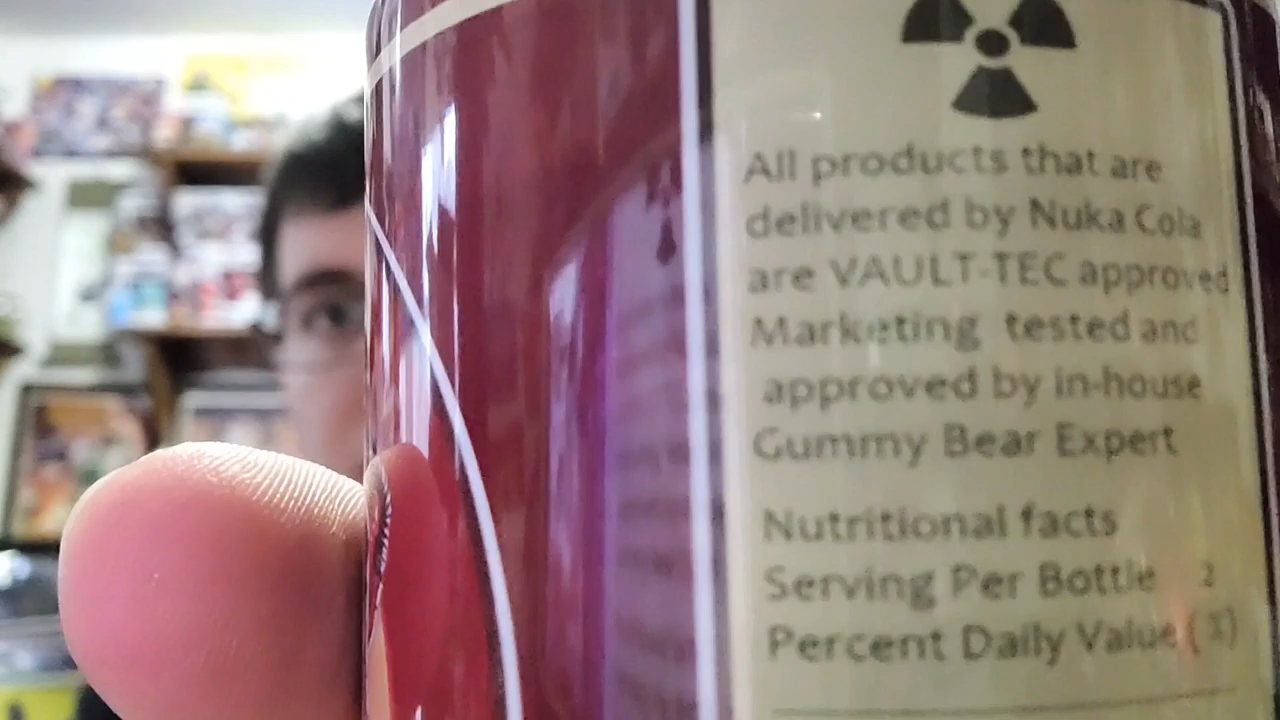 All products that are
delivered by Nuka Cola
are VAULT-TEC approved
Marketing tested and
approved by in-house
Gummy Bear Expert
Nutritional facts
Serving Per Bottle 2
Percent Daily Value (%)